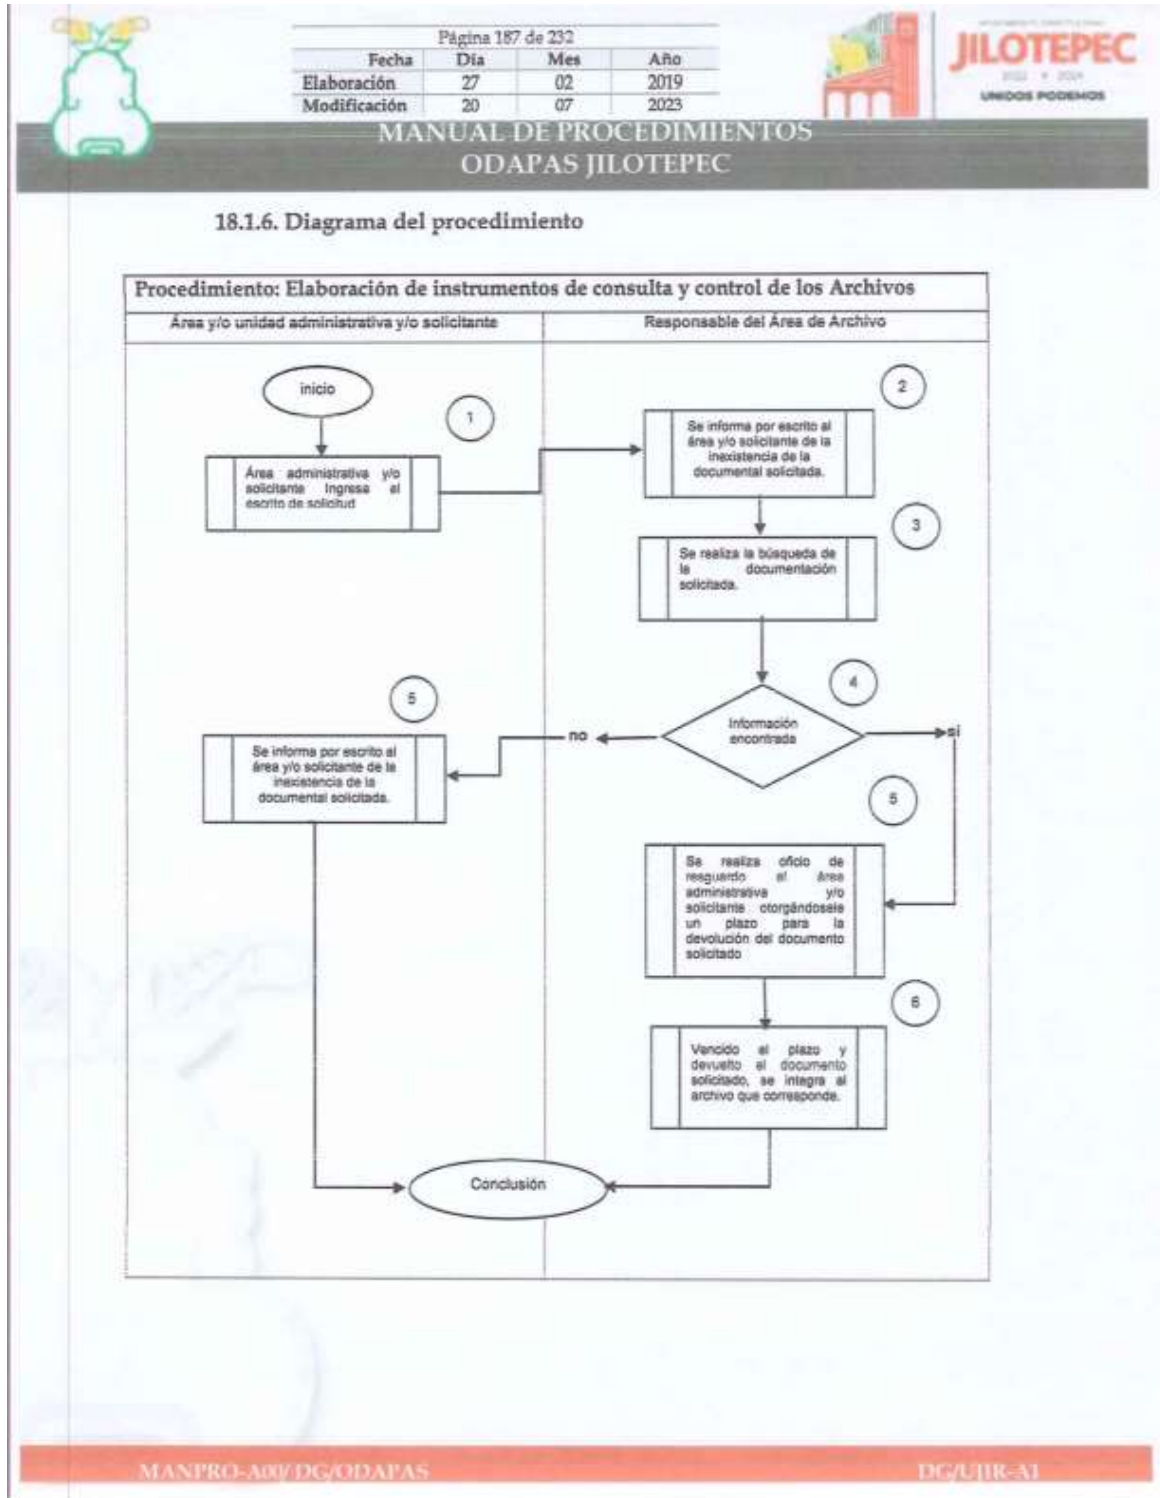 Página 187 de 232
Fecha Día Mes Año
Elaboración 27 02 2019
Modificación 20 07 2023
JILOTEPEC
UNIDOS PODEMOS
MANUAL DE PROCEDIMIENTOS
ODAPAS JILOTEPEC
18.1.6. Diagrama del procedimiento
Procedimiento: Elaboración de instrumentos de consulta y control de los Archivos
Área y/o unidad administrativa y/o solicitante
Responsable del Área de Archivo
inicio
1
Área administrativa y/o
solicitante Ingresa el
escrito de solicitud
2
Se informa por escrito al
área y/o solicitante de la
inexistencia de la
documental solicitada.
3
Se realiza la búsqueda de
la documentación
solicitada.
4
Información
encontrada
no
si
5
Se informa por escrito al
área y/o solicitante de la
inexistencia de la
documental solicitada.
5
Se realiza oficio de
resguardo al área
administrativa y/o
solicitante otorgándosele
un plazo para la
devolución del documento
solicitado
6
Vencido el plazo y
devuelto el documento
solicitado, se integra al
archivo que corresponde.
Conclusión
MANPRO-A00/ DG/ODAPAS
DG/UJIR-A1